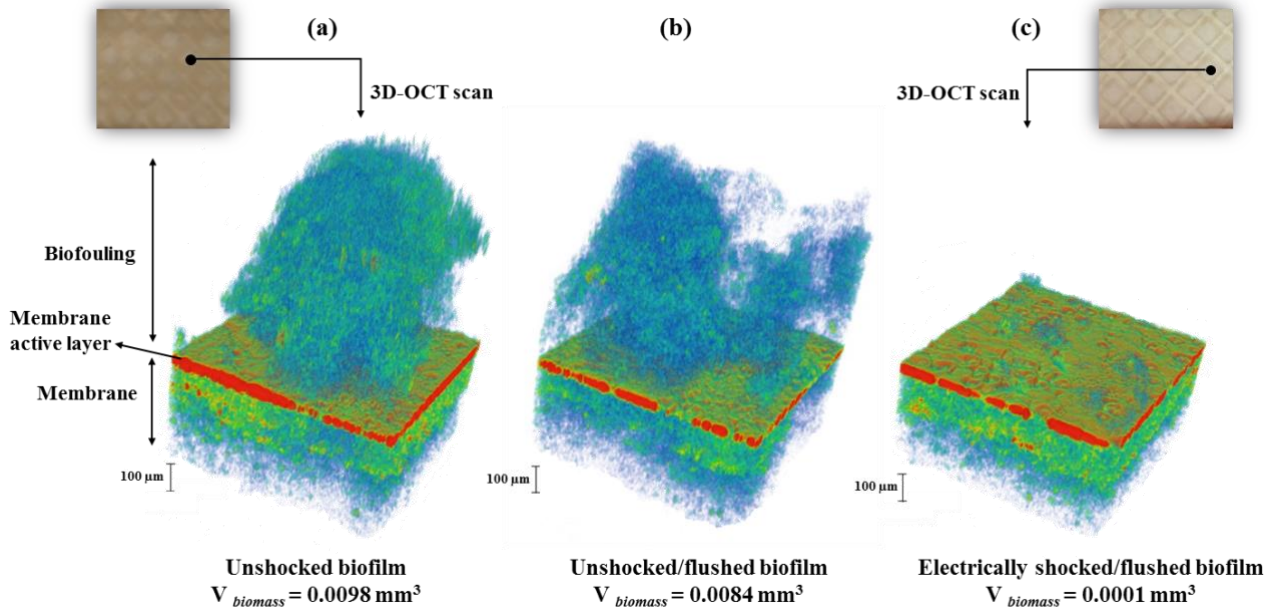 (a)
(b)
(c)
3D-OCT scan
3D-OCT scan
Biofouling
Membrane
active layer
Membrane
100 μm
100 μm
100 μm
Unshocked biofilm
V biomass = 0.0098 mm³
Unshocked/flushed biofilm
V biomass = 0.0084 mm³
Electrically shocked/flushed biofilm
V biomass = 0.0001 mm³